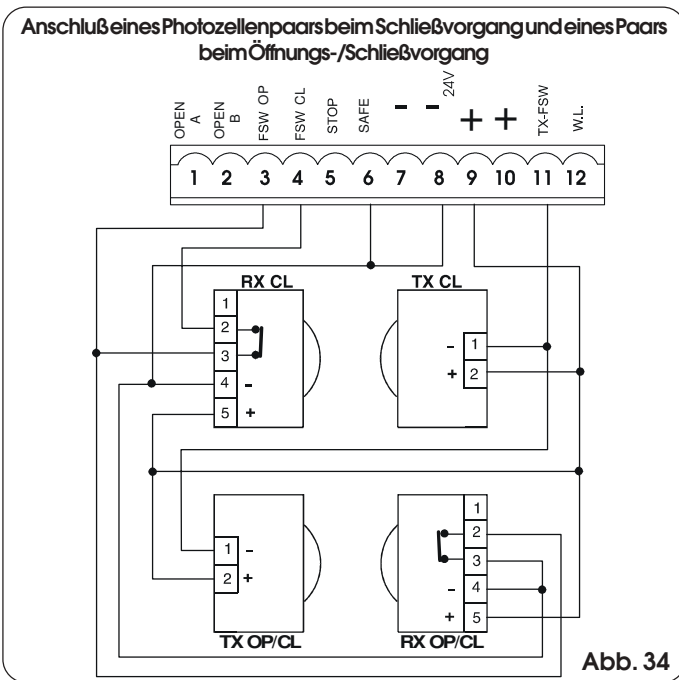 Anschluß eines Photozellenpaars beim Schließvorgang und eines Paars
beim Öffnungs-/Schließvorgang
OPEN A
OPEN B
FSW OP
FSW CL
STOP
SAFE
-
-
24V
+
+
TX-FSW
W.L.
1 2 3 4 5 6 7 8 9 10 11 12
RX CL
1
2
3
4 -
5 +
TX CL
- 1
+ 2
1 -
2 +
TX OP/CL
1
2
3
- 4
+ 5
RX OP/CL
Abb. 34